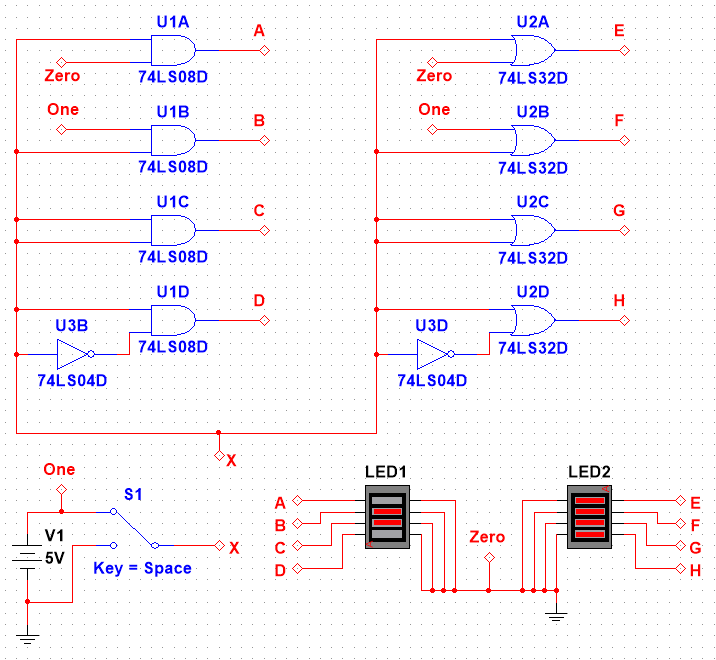 U1A
A
Zero
74LS08D
One
U1B
B
74LS08D
U1C
C
74LS08D
U1D
D
U3B
74LS08D
74LS04D
U2A
E
Zero
74LS32D
One
U2B
F
74LS32D
U2C
G
74LS32D
U2D
H
U3D
74LS32D
74LS04D
X
One
S1
V1
5V
X
Key = Space
LED1
A
B
C
D
Zero
LED2
E
F
G
H